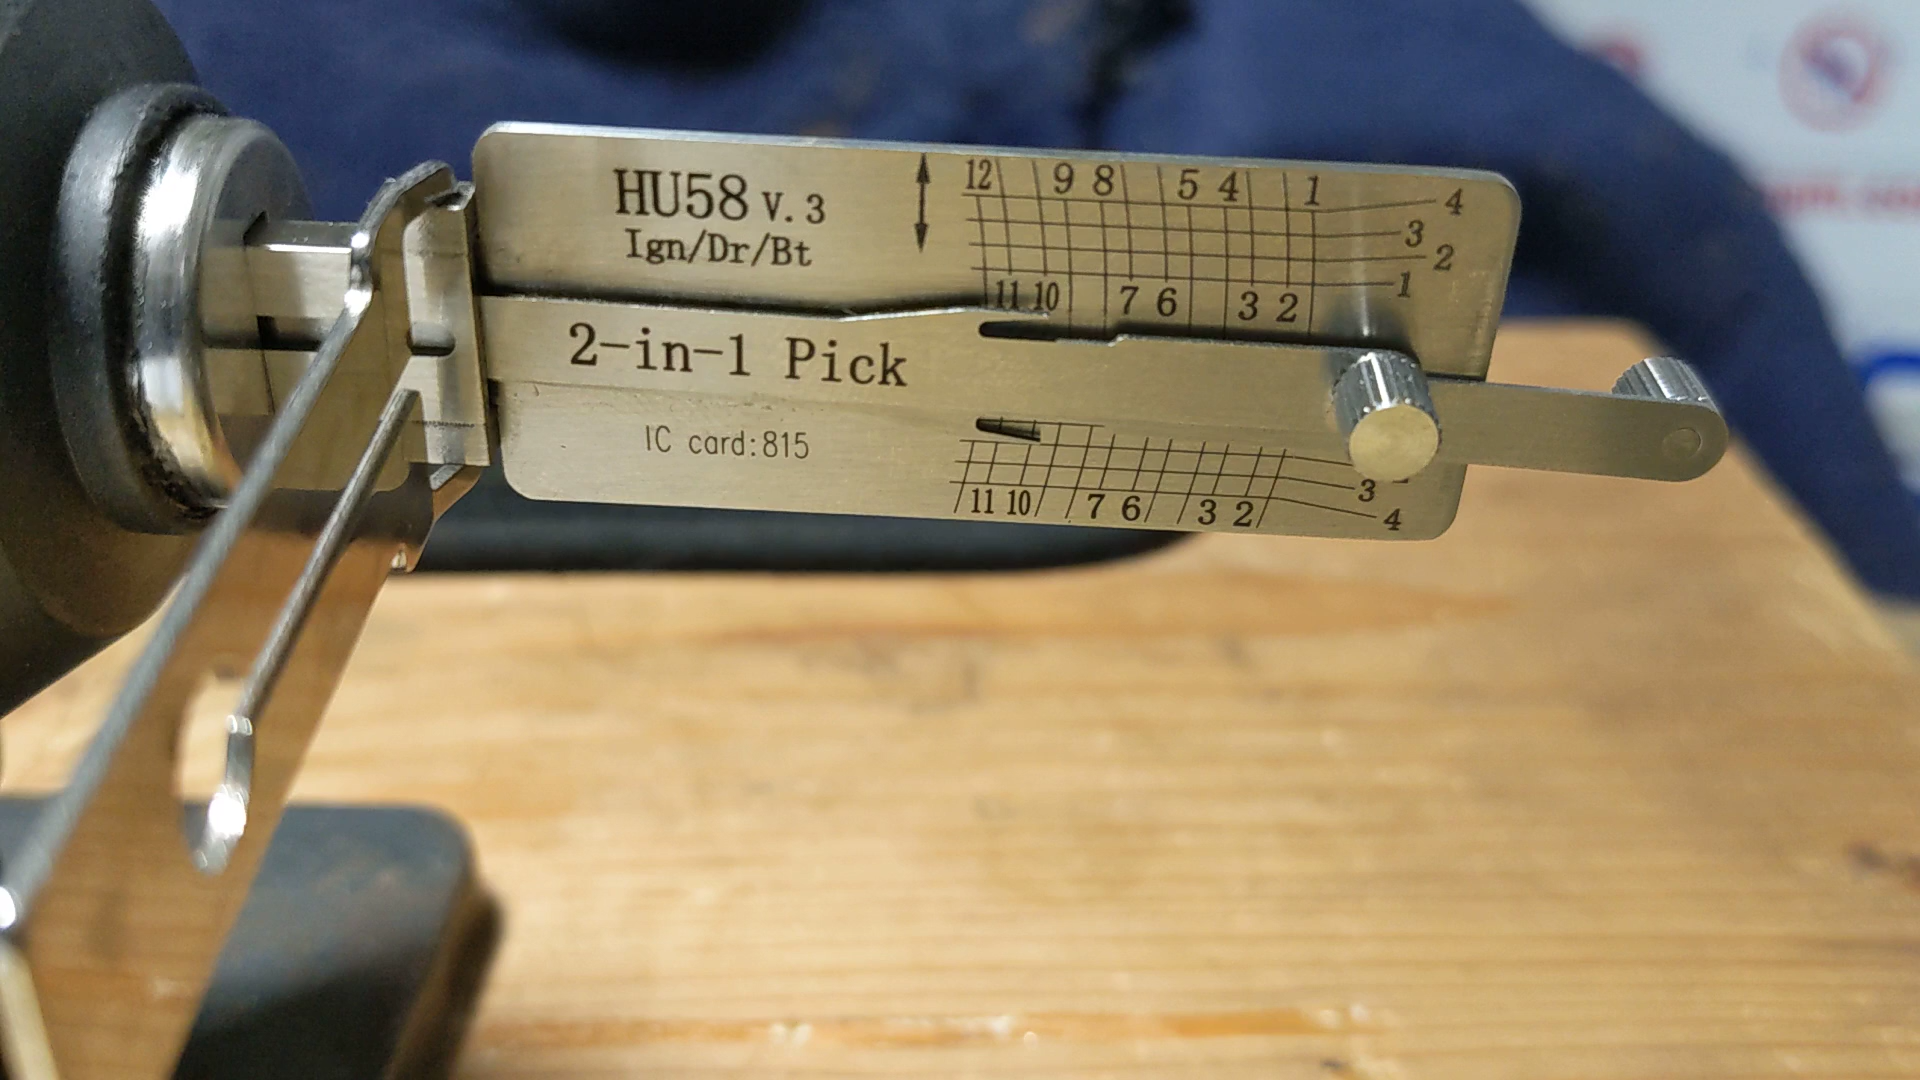 HU58 V.3
Ign/Dr/Bt
12 9 8 5 4 1 4
3
2
1
11 10 7 6 3 2
2-in-1 Pick
IC card:815
3
11 10 7 6 3 2 4